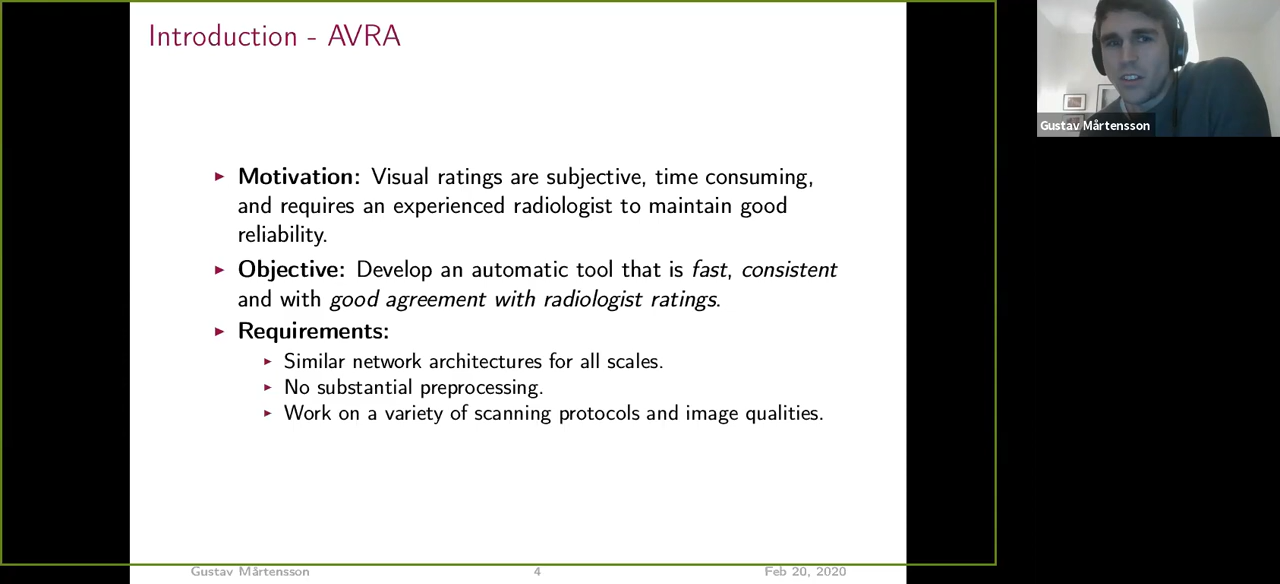 Introduction - AVRA
Gustav Mårtensson
Motivation: Visual ratings are subjective, time consuming,
and requires an experienced radiologist to maintain good
reliability.
Objective: Develop an automatic tool that is fast, consistent
and with good agreement with radiologist ratings.
Requirements:
Similar network architectures for all scales.
No substantial preprocessing.
Work on a variety of scanning protocols and image qualities.
Gustav Mårtensson 4 Feb 20, 2020